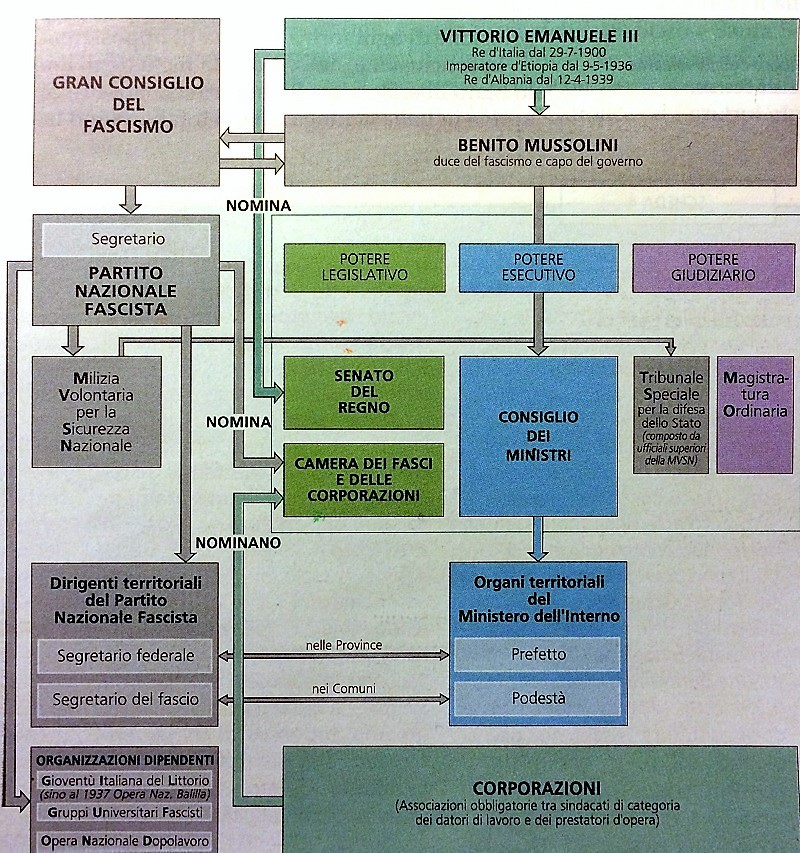 VITTORIO EMANUELE III
Re d'Italia dal 29-7-1900
Imperatore d'Etiopia dal 9-5-1936
Re d'Albania dal 12-4-1939
GRAN CONSIGLIO
DEL
FASCISMO
BENITO MUSSOLINI
duce del fascismo e capo del governo
NOMINA
Segretario
PARTITO
NAZIONALE
FASCISTA
POTERE
LEGISLATIVO
POTERE
ESECUTIVO
POTERE
GIUDIZIARIO
Milizia
Volontaria
per la
Sicurezza
Nazionale
SENATO
DEL
REGNO
NOMINA
CAMERA DEI FASCI
E DELLE
CORPORAZIONI
CONSIGLIO
DEI
MINISTRI
Tribunale
Speciale
per la difesa
dello Stato
(composto da
ufficiali superiori
della MVSN)
Magistra-
tura
Ordinaria
NOMINANO
Dirigenti territoriali
del Partito
Nazionale Fascista
Segretario federale
Segretario del fascio
nelle Province
nei Comuni
Organi territoriali
del
Ministero dell'Interno
Prefetto
Podestà
ORGANIZZAZIONI DIPENDENTI
Gioventù Italiana del Littorio
(sino al 1937 Opera Naz. Balilla)
Gruppi Universitari Fascisti
Opera Nazionale Dopolavoro
CORPORAZIONI
(Associazioni obbligatorie tra sindacati di categoria
dei datori di lavoro e dei prestatori d'opera)